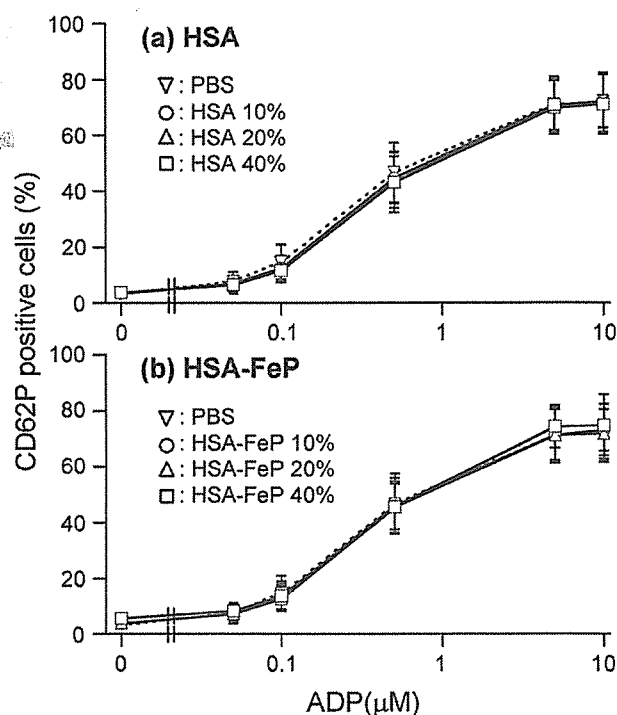 (a) HSA
▽: PBS
○: HSA 10%
△: HSA 20%
□: HSA 40%
100
80
60
40
20
0
0 0.1 1 10
CD62P positive cells (%)
(b) HSA-FeP
▽: PBS
○: HSA-FeP 10%
△: HSA-FeP 20%
□: HSA-FeP 40%
100
80
60
40
20
0
0 0.1 1 10
ADP(μM)